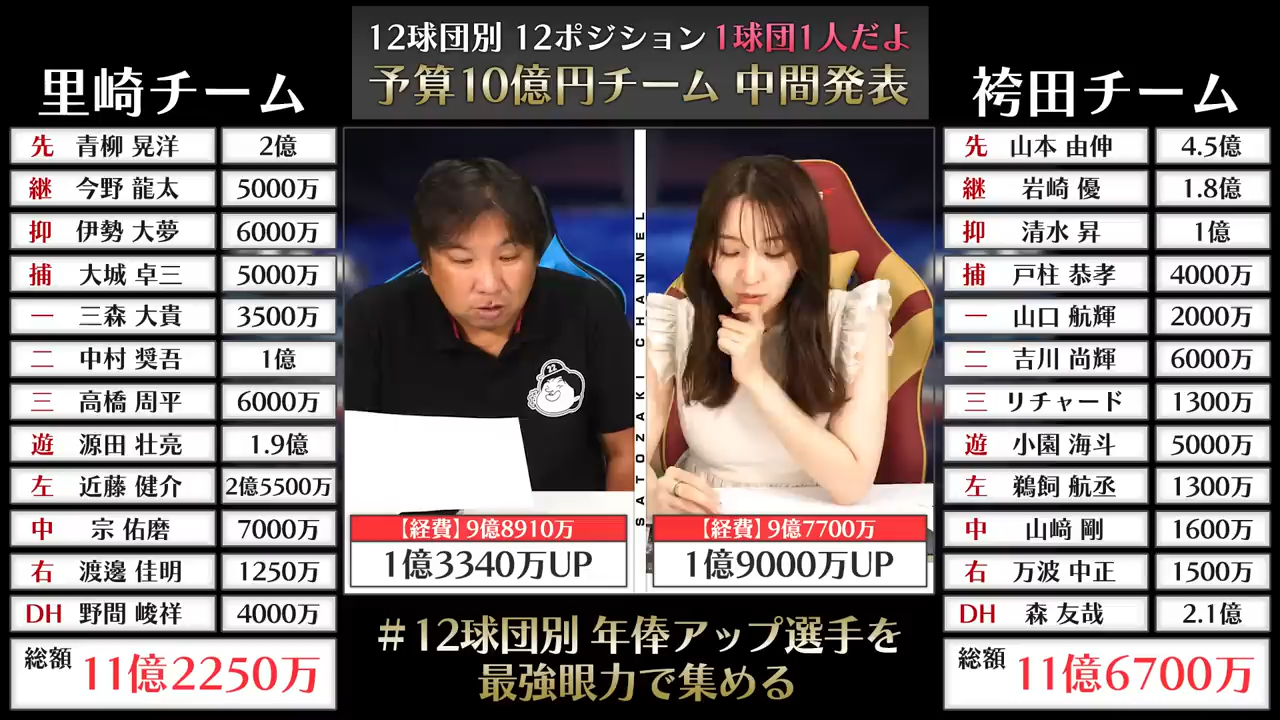 12球団別 12ポジション 1球団1人だよ
予算10億円チーム 中間発表
里崎チーム
先 青柳 晃洋 2億
継 今野 龍太 5000万
抑 伊勢 大夢 6000万
捕 大城 卓三 5000万
一 三森 大貴 3500万
二 中村 奨吾 1億
三 高橋 周平 6000万
遊 源田 壮亮 1.9億
左 近藤 健介 2億5500万
中 宗 佑磨 7000万
右 渡邊 佳明 1250万
DH 野間 峻祥 4000万
総額 11億2250万
22
SATOZAKI CHANNEL
【経費】9億8910万
1億3340万UP
【経費】9億7700万
1億9000万UP
#12球団別 年俸アップ選手を
最強眼力で集める
袴田チーム
先 山本 由伸 4.5億
継 岩崎 優 1.8億
抑 清水 昇 1億
捕 戸柱 恭孝 4000万
一 山口 航輝 2000万
二 吉川 尚輝 6000万
三 リチャード 1300万
遊 小園 海斗 5000万
左 鵜飼 航丞 1300万
中 山﨑 剛 1600万
右 万波 中正 1500万
DH 森 友哉 2.1億
総額 11億6700万